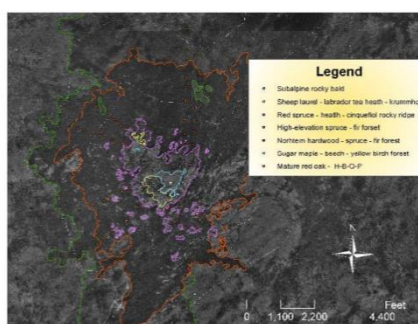 Legend
Subalpine rocky bald
Sheep laurel - labrador tea heath - krummho
Red spruce - heath - cinquefoil rocky ridge
High-elevation spruce - fir forset
Northern hardwood - spruce - fir forest
Sugar maple - beech - yellow birch forest
Mature red oak - H-B-O-P
N
Feet
0 1,100 2,200 4,400